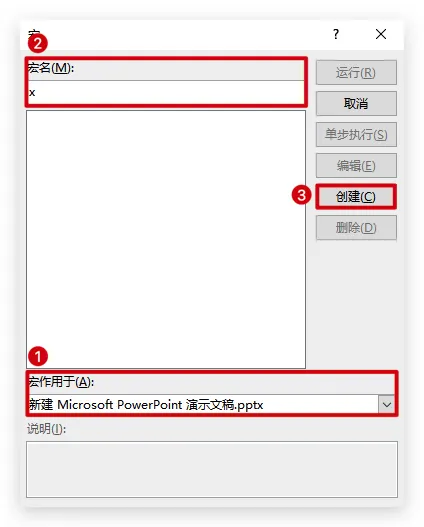 宏
?
2
宏名(M):
运行(R)
x
取消
单步执行(S)
编辑(E)
3
创建(C)
删除(D)
1
宏作用于(A):
新建 Microsoft PowerPoint 演示文稿.pptx
说明(I):